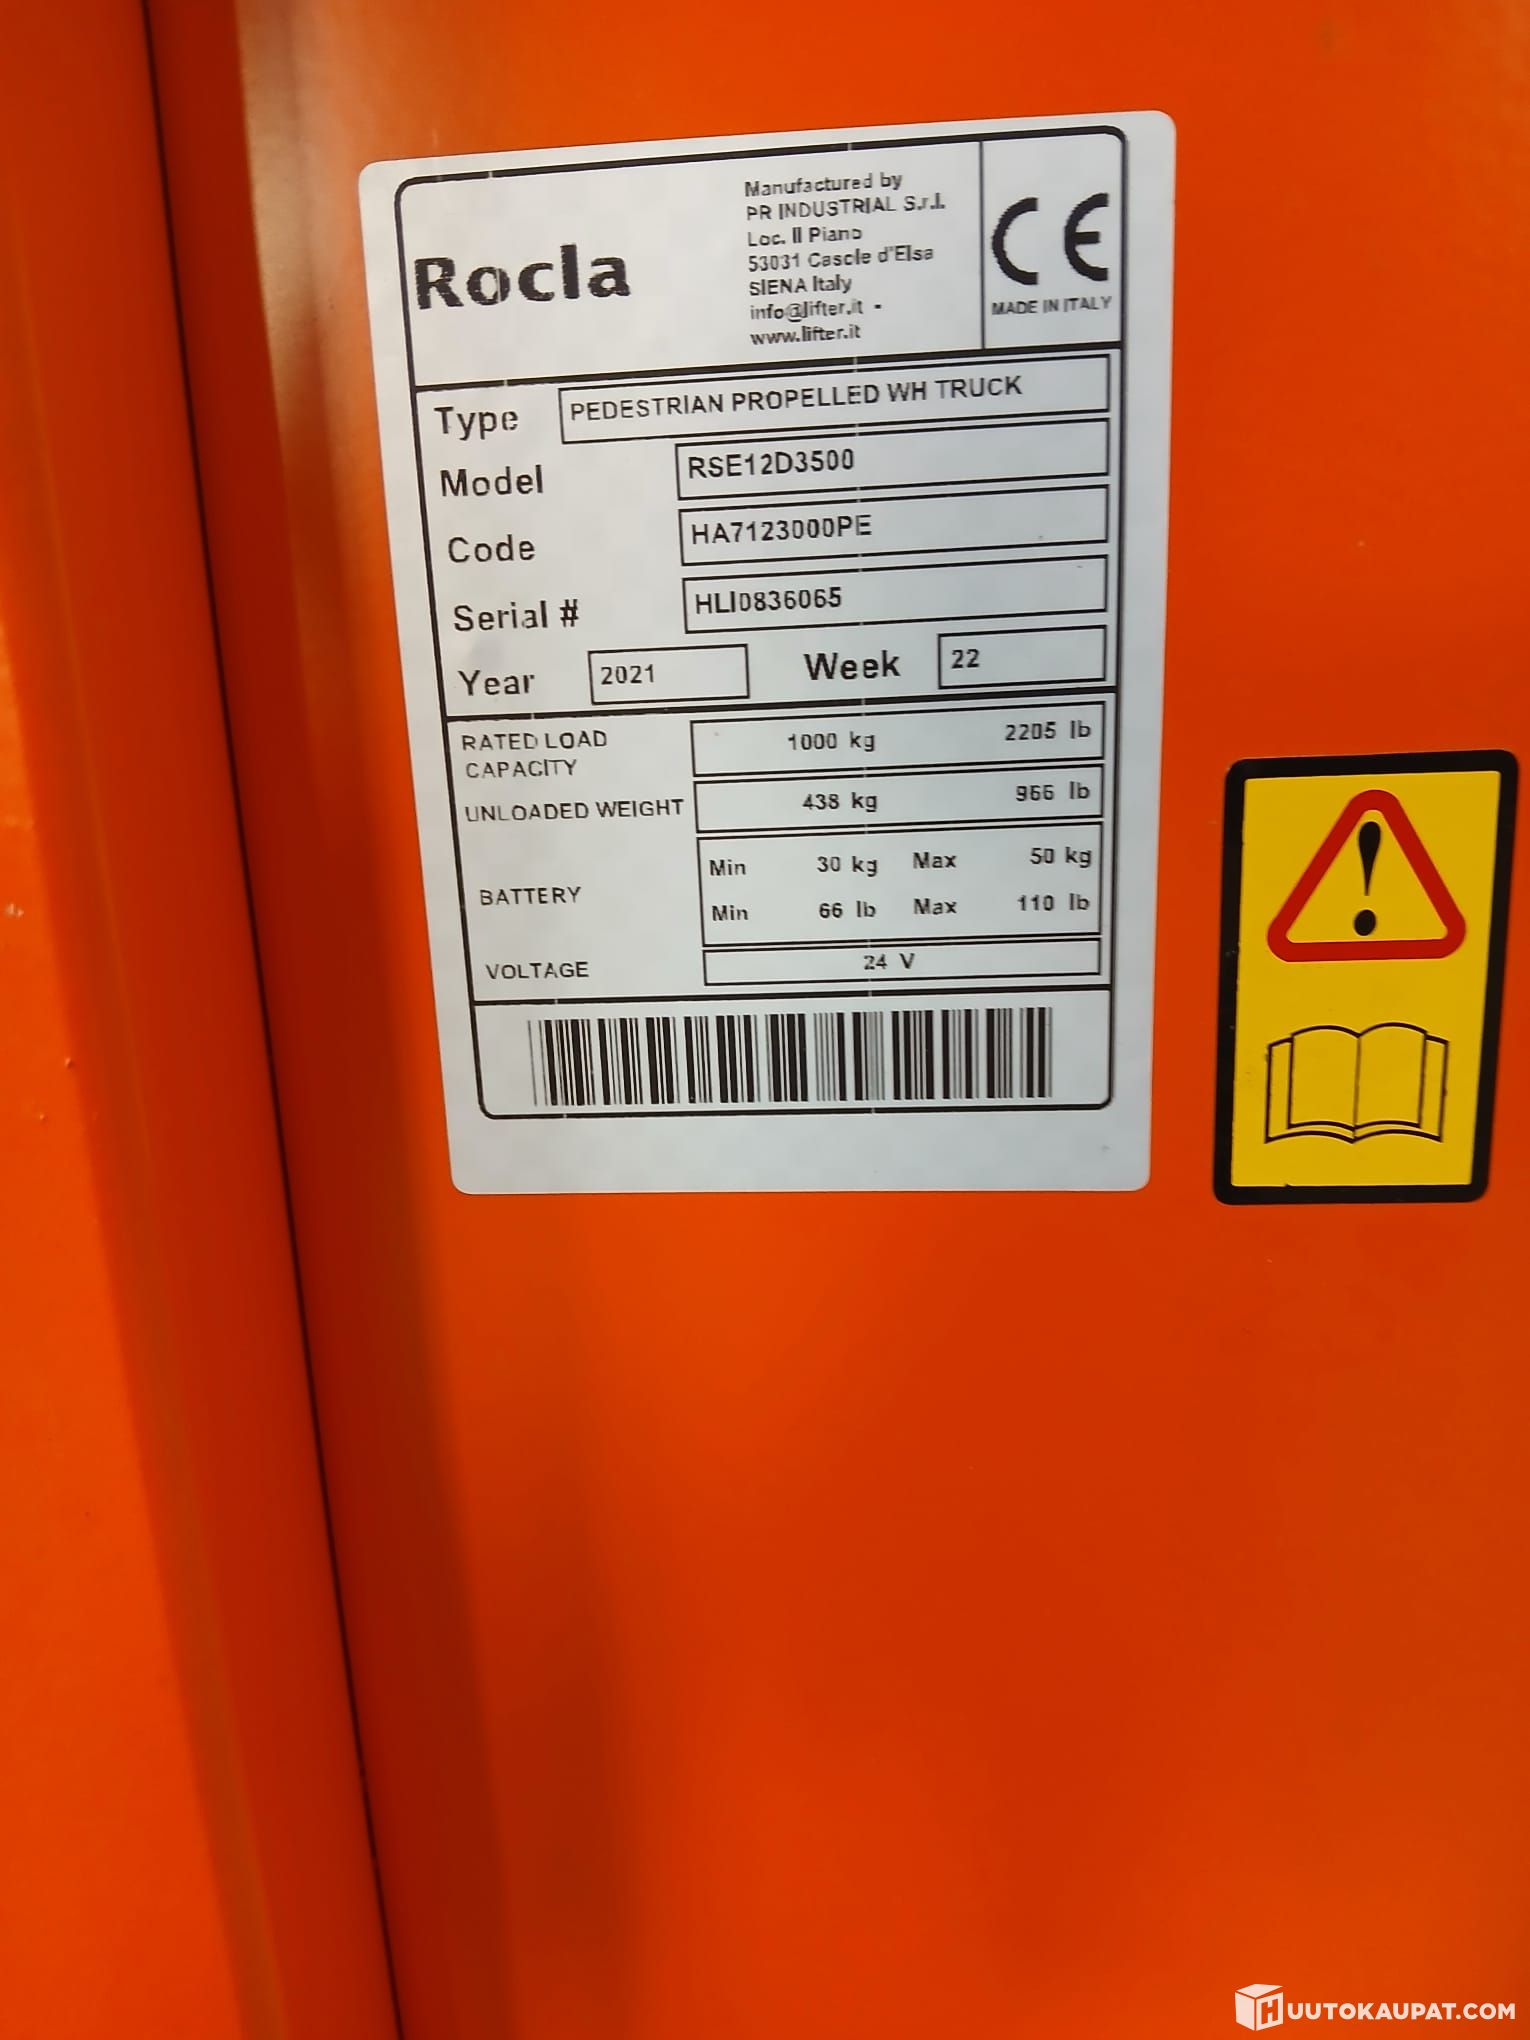 Rocla
Manufactured by
PR INDUSTRIAL S.r.l.
Loc. Il Piano
53031 Casole d'Elsa
SIENA Italy
info@lifter.it -
www.lifter.it
CE
MADE IN ITALY
Type PEDESTRIAN PROPELLED WH TRUCK
Model RSE12D3500
Code HA7123000PE
Serial # HLI0836065
Year 2021 Week 22
RATED LOAD
CAPACITY 1000 kg 2205 lb
UNLOADED WEIGHT 438 kg 966 lb
BATTERY
Min 30 kg Max 50 kg
Min 66 lb Max 110 lb
VOLTAGE 24 V
HUUTOKAUPAT.COM